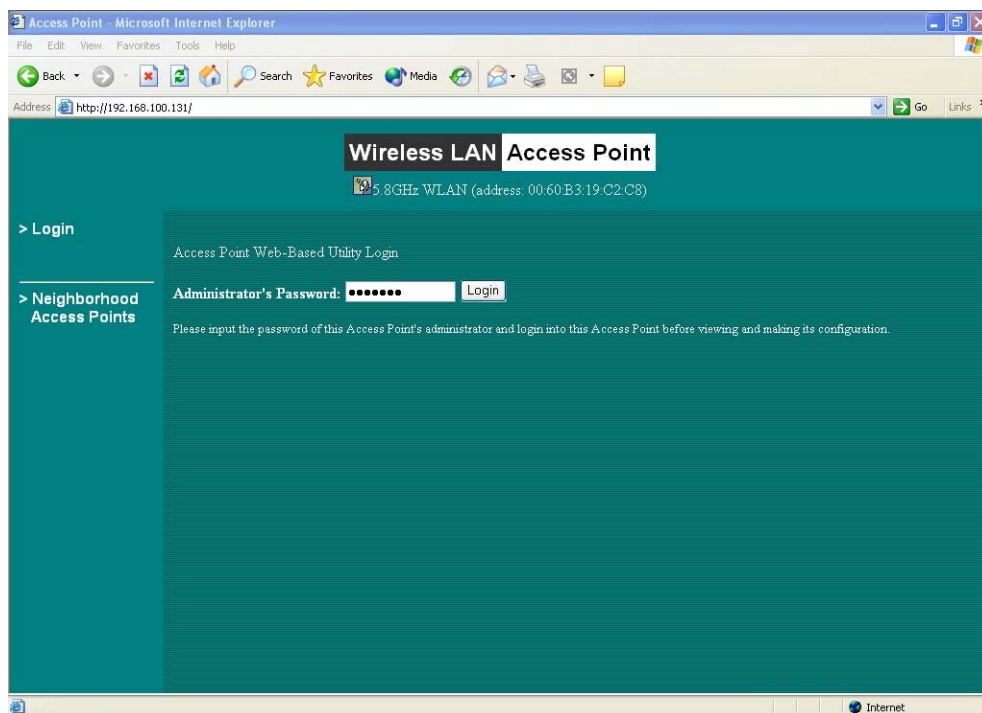 Access Point - Microsoft Internet Explorer
File Edit View Favorites Tools Help
Back Search Favorites Media
Address http://192.168.100.131/ Go Links
Wireless LAN Access Point
5.8GHz WLAN (address: 00:60:B3:19:C2:C8)
> Login
Access Point Web-Based Utility Login
> Neighborhood
Access Points
Administrator's Password: ●●●●●●● Login
Please input the password of this Access Point's administrator and login into this Access Point before viewing and making its configuration.
Internet